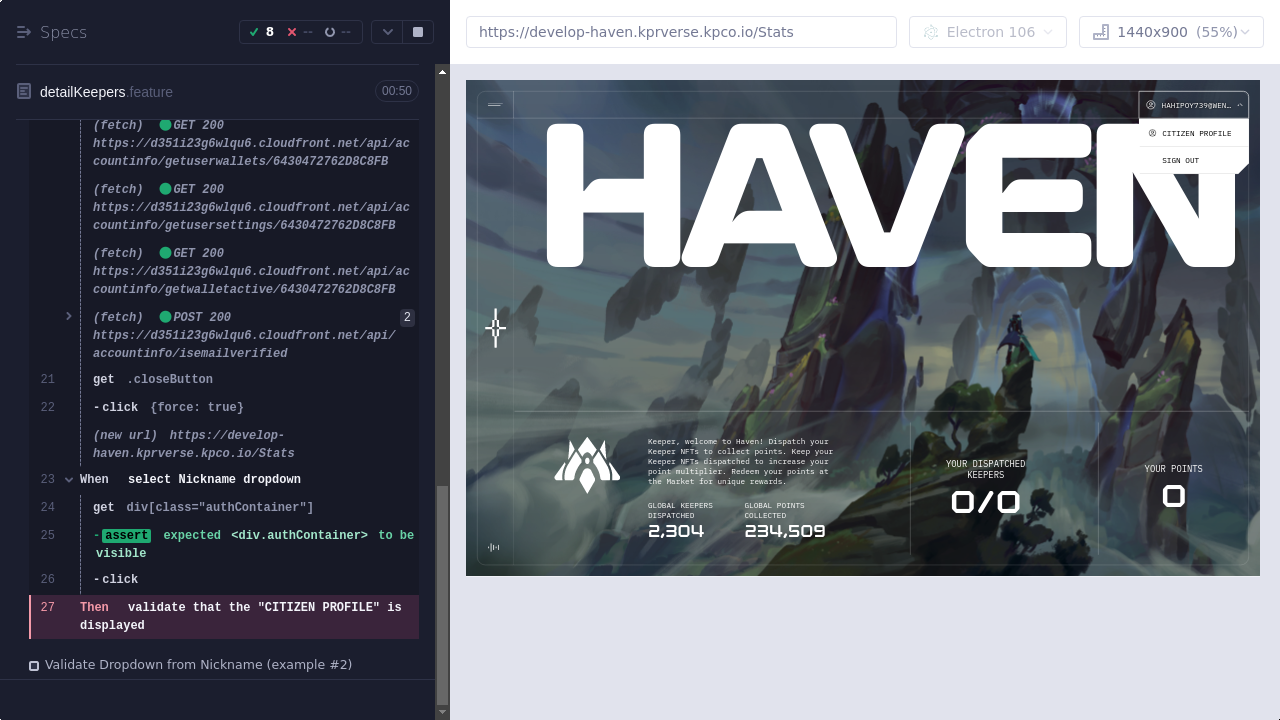 Specs
8
--
--
https://develop-haven.kprverse.kpco.io/Stats
Electron 106
1440x900 (55%)
detailKeepers.feature
00:50
(fetch) GET 200
https://d351i23g6wlqu6.cloudfront.net/api/ac
countinfo/getuserwallets/6430472762D8C8FB
(fetch) GET 200
https://d351i23g6wlqu6.cloudfront.net/api/ac
countinfo/getusersettings/6430472762D8C8FB
(fetch) GET 200
https://d351i23g6wlqu6.cloudfront.net/api/ac
countinfo/getwalletactive/6430472762D8C8FB
(fetch) POST 200 2
https://d351i23g6wlqu6.cloudfront.net/api/
accountinfo/isemailverified
21 get .closeButton
22 -click {force: true}
(new url) https://develop-
haven.kprverse.kpco.io/Stats
23 When select Nickname dropdown
24 get div[class="authContainer"]
25 -assert expected <div.authContainer> to be
visible
26 -click
27 Then validate that the "CITIZEN PROFILE" is
displayed
Validate Dropdown from Nickname (example #2)
HAHIPOY739@WEN…
CITIZEN PROFILE
SIGN OUT
HAVEN
Keeper, welcome to Haven! Dispatch your
Keeper NFTs to collect points. Keep your
Keeper NFTs dispatched to increase your
point multiplier. Redeem your points at
the Market for unique rewards.
GLOBAL KEEPERS
DISPATCHED
2,304
GLOBAL POINTS
COLLECTED
234,509
YOUR DISPATCHED
KEEPERS
0/0
YOUR POINTS
0